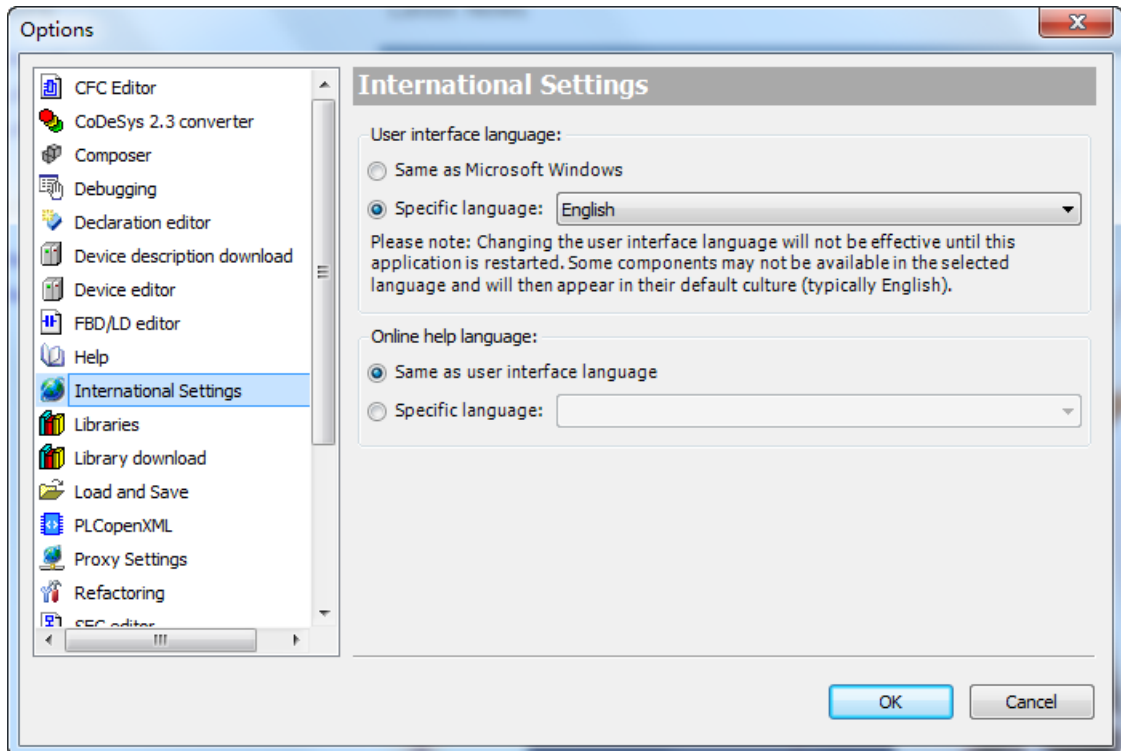 Options
CFC Editor
CoDeSys 2.3 converter
Composer
Debugging
Declaration editor
Device description download
Device editor
FBD/LD editor
Help
International Settings
Libraries
Library download
Load and Save
PLCopenXML
Proxy Settings
Refactoring
SFC editor
International Settings
User interface language:
Same as Microsoft Windows
Specific language: English
Please note: Changing the user interface language will not be effective until this
application is restarted. Some components may not be available in the selected
language and will then appear in their default culture (typically English).
Online help language:
Same as user interface language
Specific language:
OK
Cancel